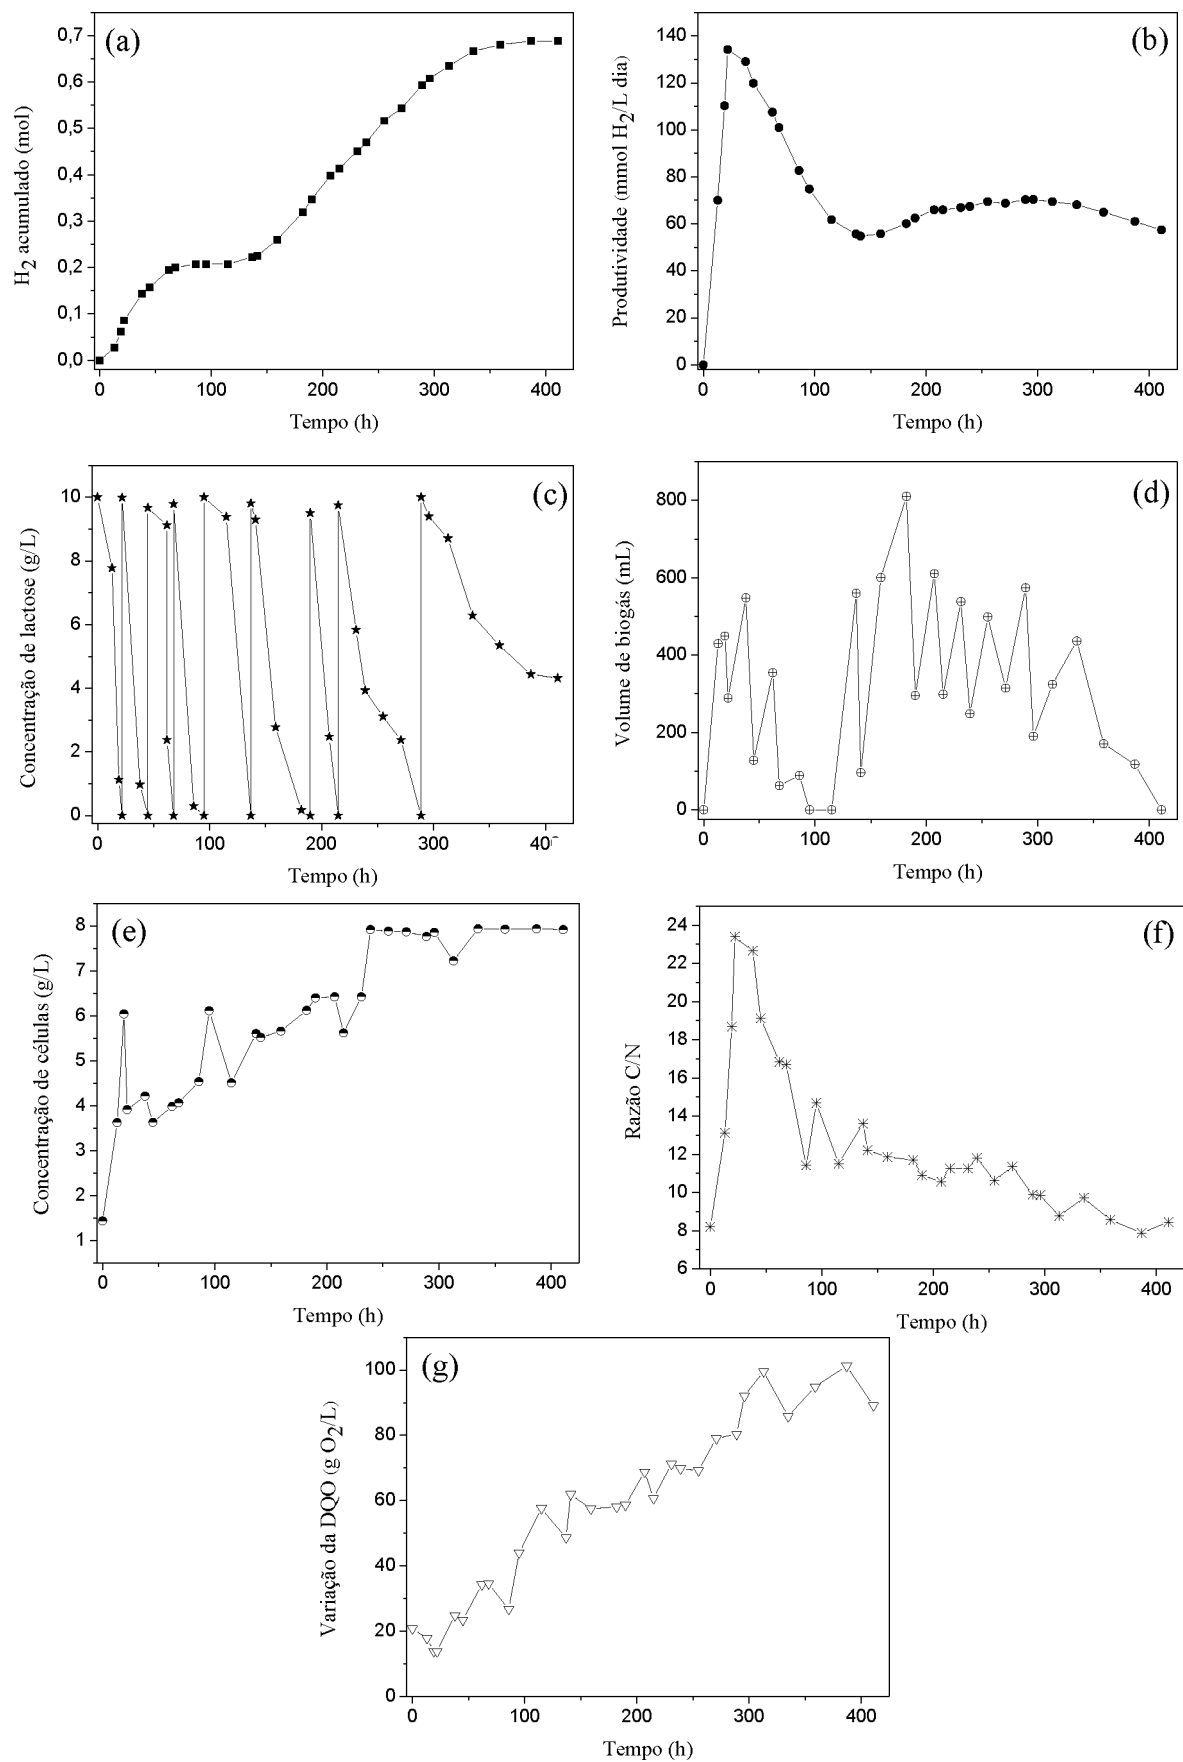 (a)
H2 acumulado (mol)
0,7
0,6
0,5
0,4
0,3
0,2
0,1
0,0
0 100 200 300 400
Tempo (h)
(b)
Produtividade (mmol H2/L dia)
140
120
100
80
60
40
20
0
0 100 200 300 400
Tempo (h)
(c)
Concentração de lactose (g/L)
10
8
6
4
2
0
0 100 200 300
Tempo (h)
(d)
Volume de biogás (mL)
800
600
400
200
0
0 100 200 300 400
Tempo (h)
(e)
Concentração de células (g/L)
8
7
6
5
4
3
2
1
0 100 200 300 400
Tempo (h)
(f)
Razão C/N
24
22
20
18
16
14
12
10
8
6
0 100 200 300 400
Tempo (h)
(g)
Variação da DQO (g O2/L)
100
80
60
40
20
0
0 100 200 300 400
Tempo (h)